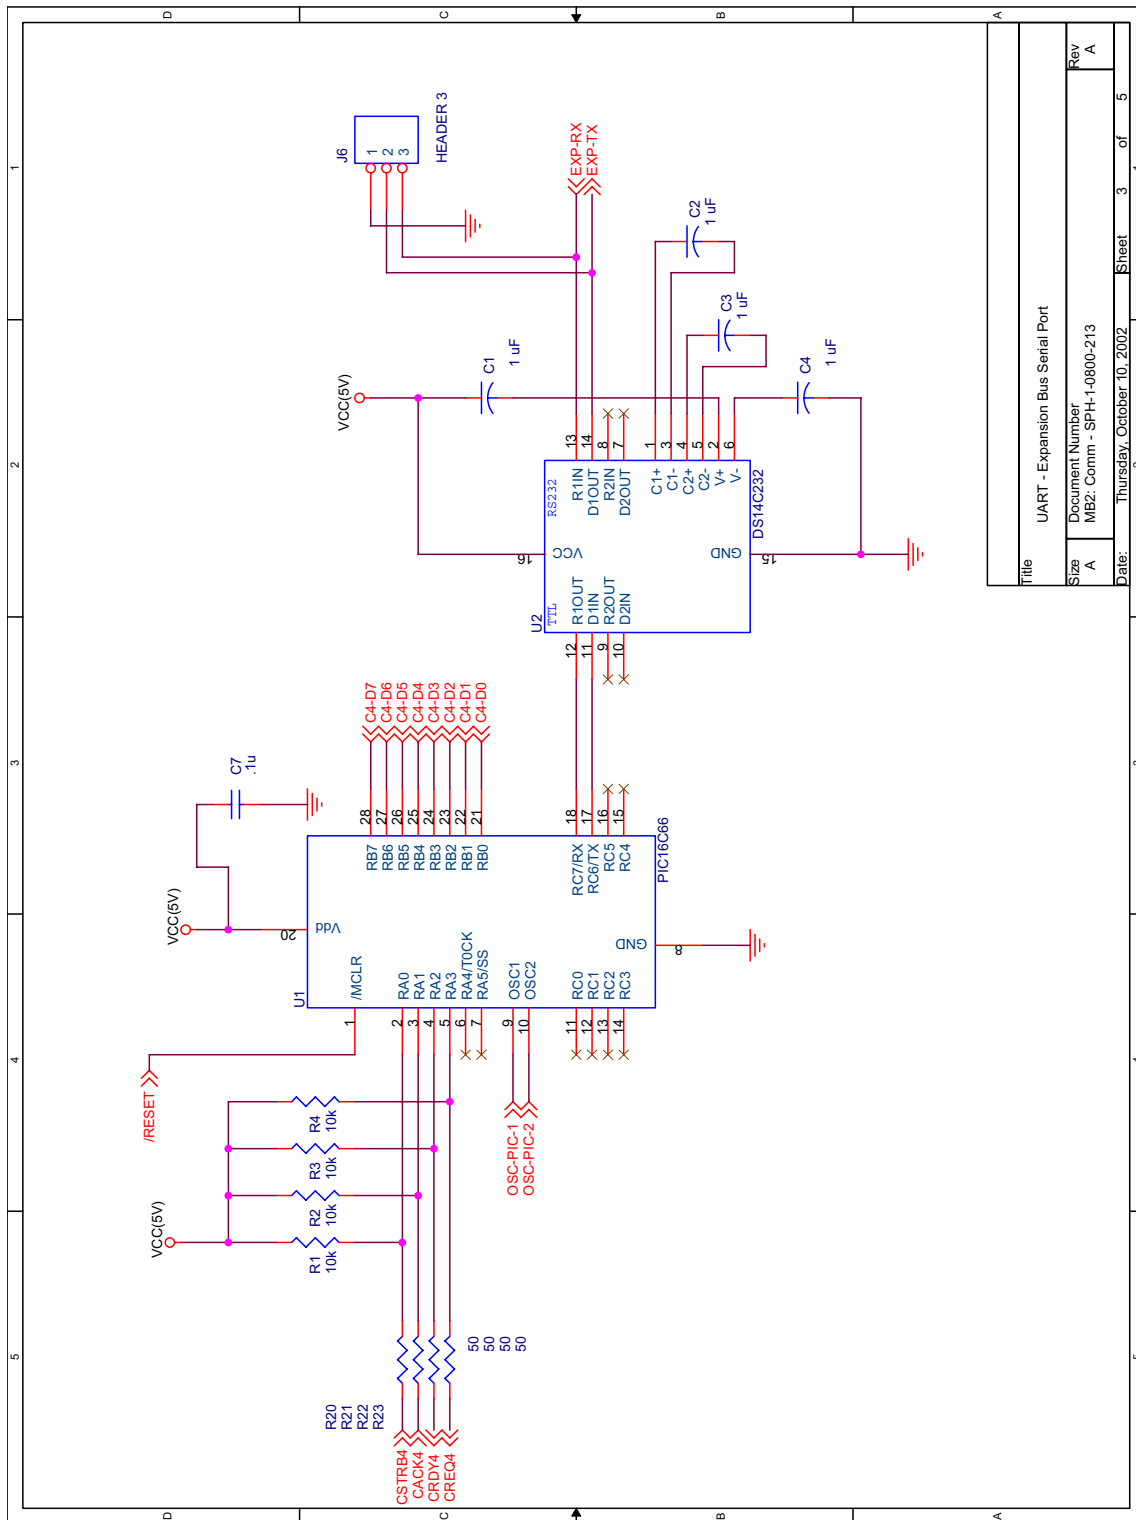 5
4
3
2
1
D
C
B
A
VCC(5V)
R1
10k
R2
10k
R3
10k
R4
10k
/RESET
R20
R21
R22
R23
50
50
50
50
CSTRB4
CACK4
CRDY4
CREQ4
OSC-PIC-1
OSC-PIC-2
VCC(5V)
C7
.1u
U1
PIC16C66
20
Vdd
1
/MCLR
2
RA0
3
RA1
4
RA2
5
RA3
6
RA4/T0CK
7
RA5/SS
9
OSC1
10
OSC2
11
RC0
12
RC1
13
RC2
14
RC3
8
GND
RB7
28
C4-D7
RB6
27
C4-D6
RB5
26
C4-D5
RB4
25
C4-D4
RB3
24
C4-D3
RB2
23
C4-D2
RB1
22
C4-D1
RB0
21
C4-D0
RC7/RX
18
RC6/TX
17
RC5
16
RC4
15
U2
TTL
RS232
DS14C232
VCC
16
GND
15
12
R1OUT
11
D1IN
9
R2OUT
10
D2IN
R1IN
13
D1OUT
14
R2IN
8
D2OUT
7
C1+
1
C1-
3
C2+
4
C2-
5
V+
2
V-
6
VCC(5V)
C1
1 uF
C2
1 uF
C3
1 uF
C4
1 uF
EXP-RX
EXP-TX
J6
1
2
3
HEADER 3
Title
UART - Expansion Bus Serial Port
Size
A
Document Number
MB2: Comm - SPH-1-0800-213
Rev
A
Date:
Thursday, October 10, 2002
Sheet
3
of
5
D
C
B
A
5
4
3
2
1